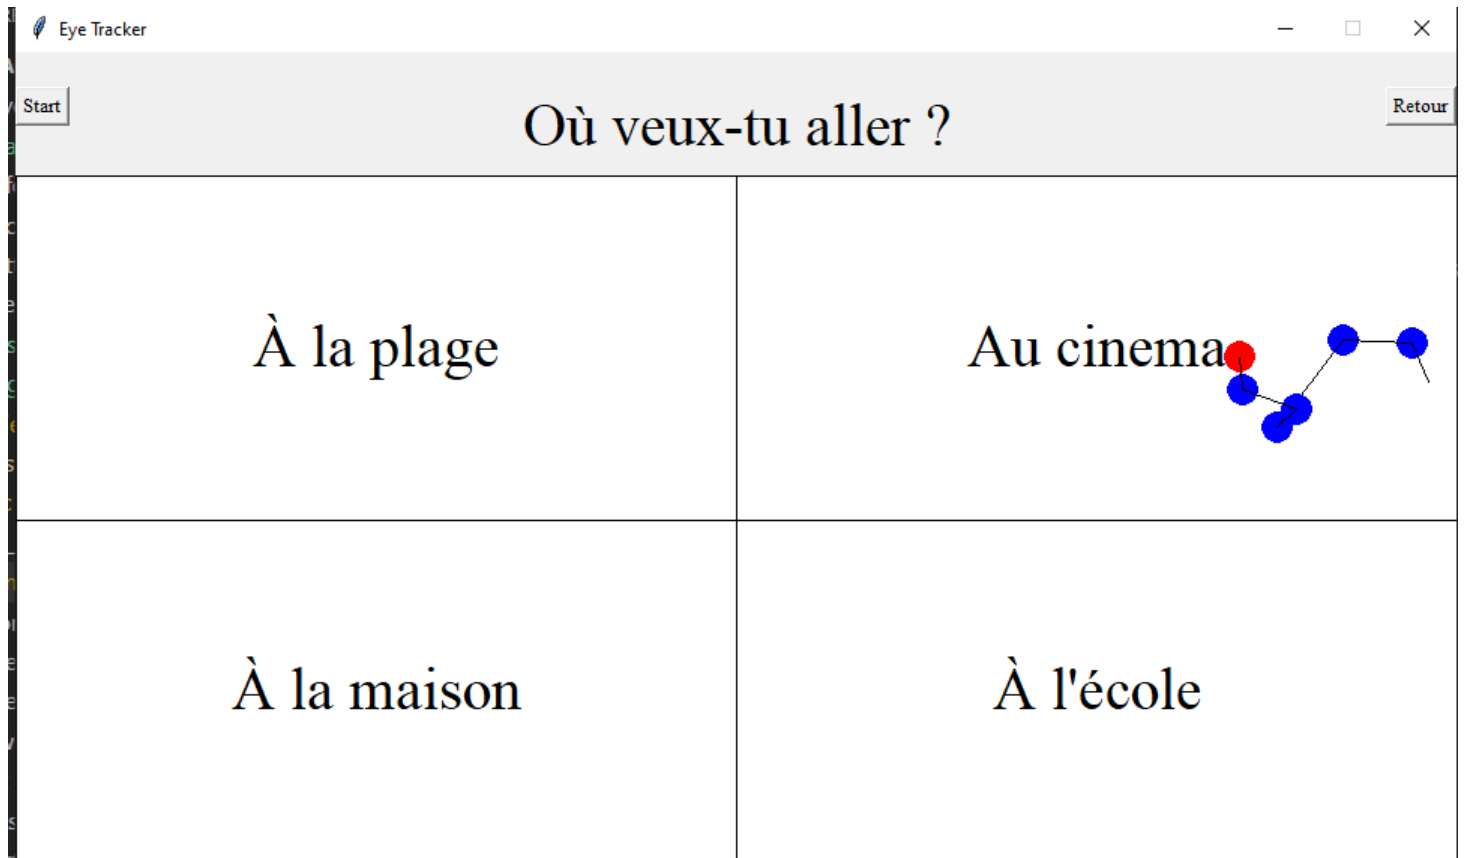 Eye Tracker
Start
Où veux-tu aller ?
Retour
À la plage
Au cinema
À la maison
À l'école